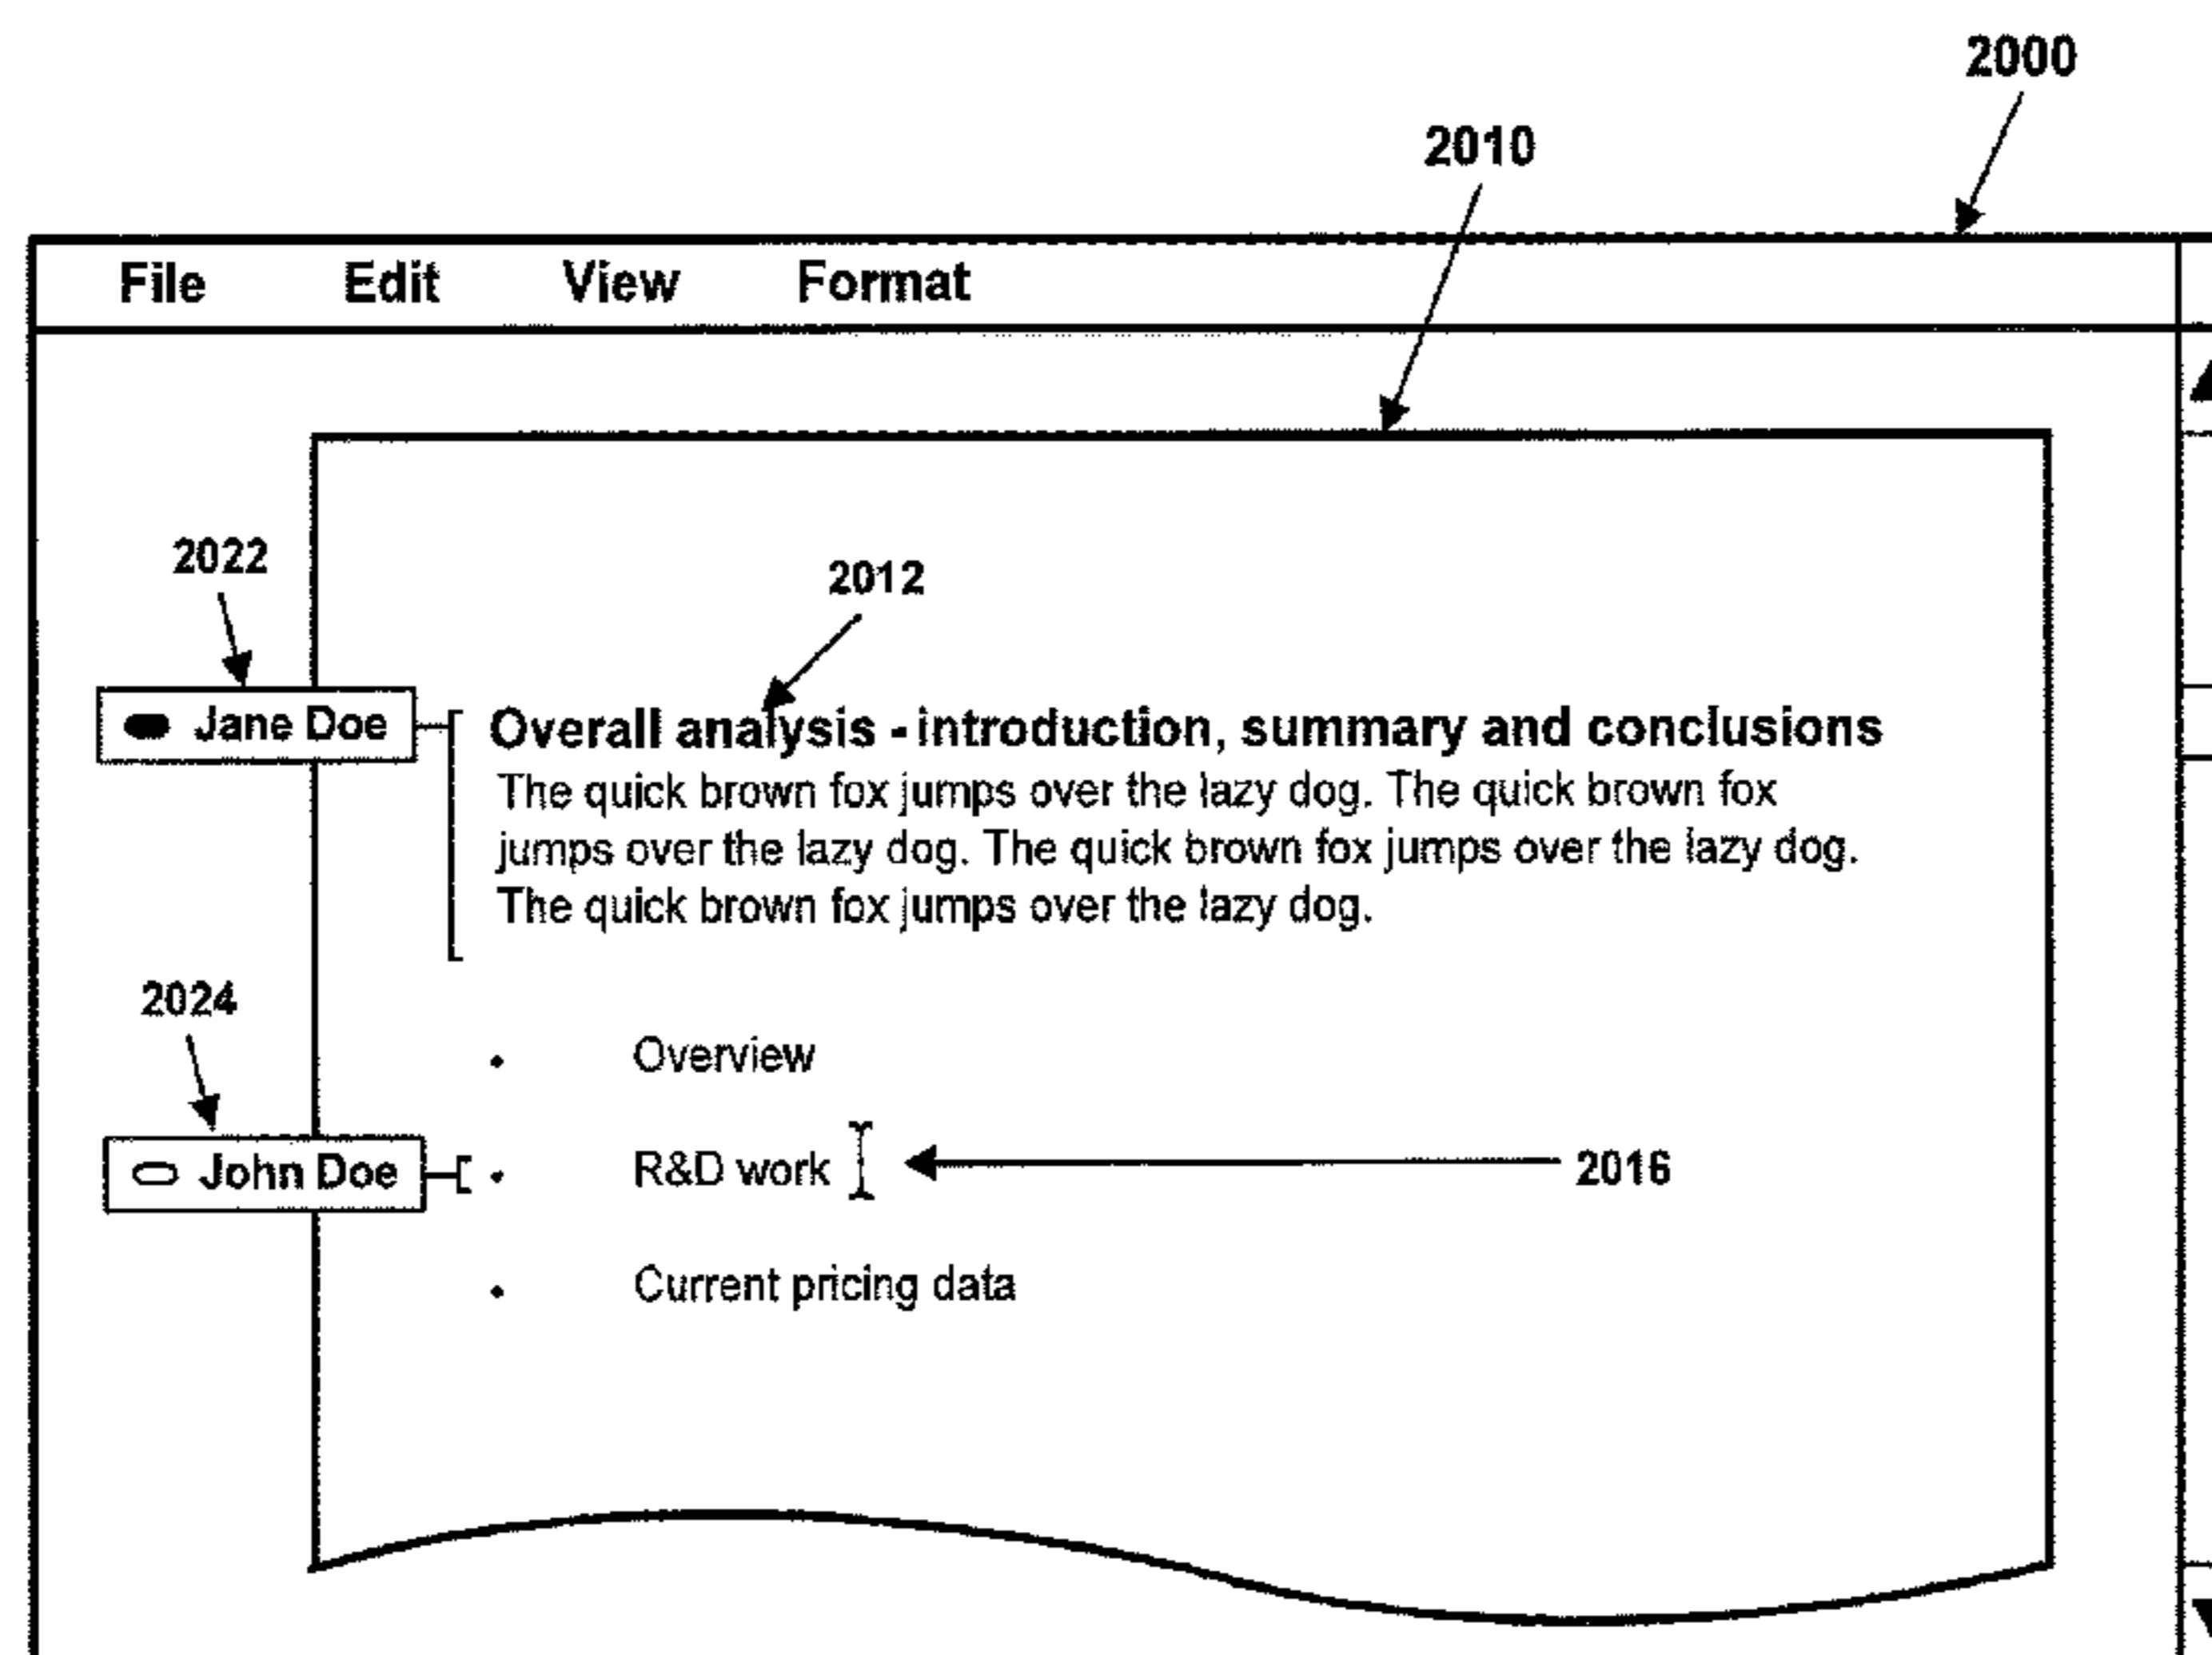 2000
2010
File Edit View Format
2022
2012
Jane Doe
Overall analysis - introduction, summary and conclusions
The quick brown fox jumps over the lazy dog. The quick brown fox
jumps over the lazy dog. The quick brown fox jumps over the lazy dog.
The quick brown fox jumps over the lazy dog.
2024
• Overview
John Doe
• R&D work
2016
• Current pricing data